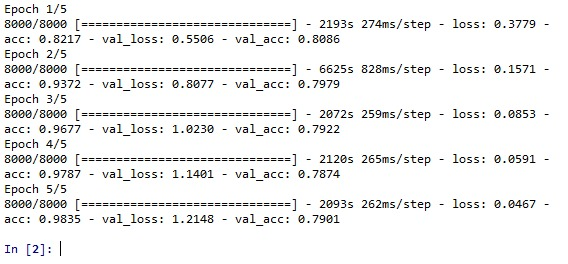 Epoch 1/5
8000/8000 [==============================] - 2193s 274ms/step - loss: 0.3779 -
acc: 0.8217 - val_loss: 0.5506 - val_acc: 0.8086
Epoch 2/5
8000/8000 [==============================] - 6625s 828ms/step - loss: 0.1571 -
acc: 0.9372 - val_loss: 0.8077 - val_acc: 0.7979
Epoch 3/5
8000/8000 [==============================] - 2072s 259ms/step - loss: 0.0853 -
acc: 0.9677 - val_loss: 1.0230 - val_acc: 0.7922
Epoch 4/5
8000/8000 [==============================] - 2120s 265ms/step - loss: 0.0591 -
acc: 0.9787 - val_loss: 1.1401 - val_acc: 0.7874
Epoch 5/5
8000/8000 [==============================] - 2093s 262ms/step - loss: 0.0467 -
acc: 0.9835 - val_loss: 1.2148 - val_acc: 0.7901
In [2]: